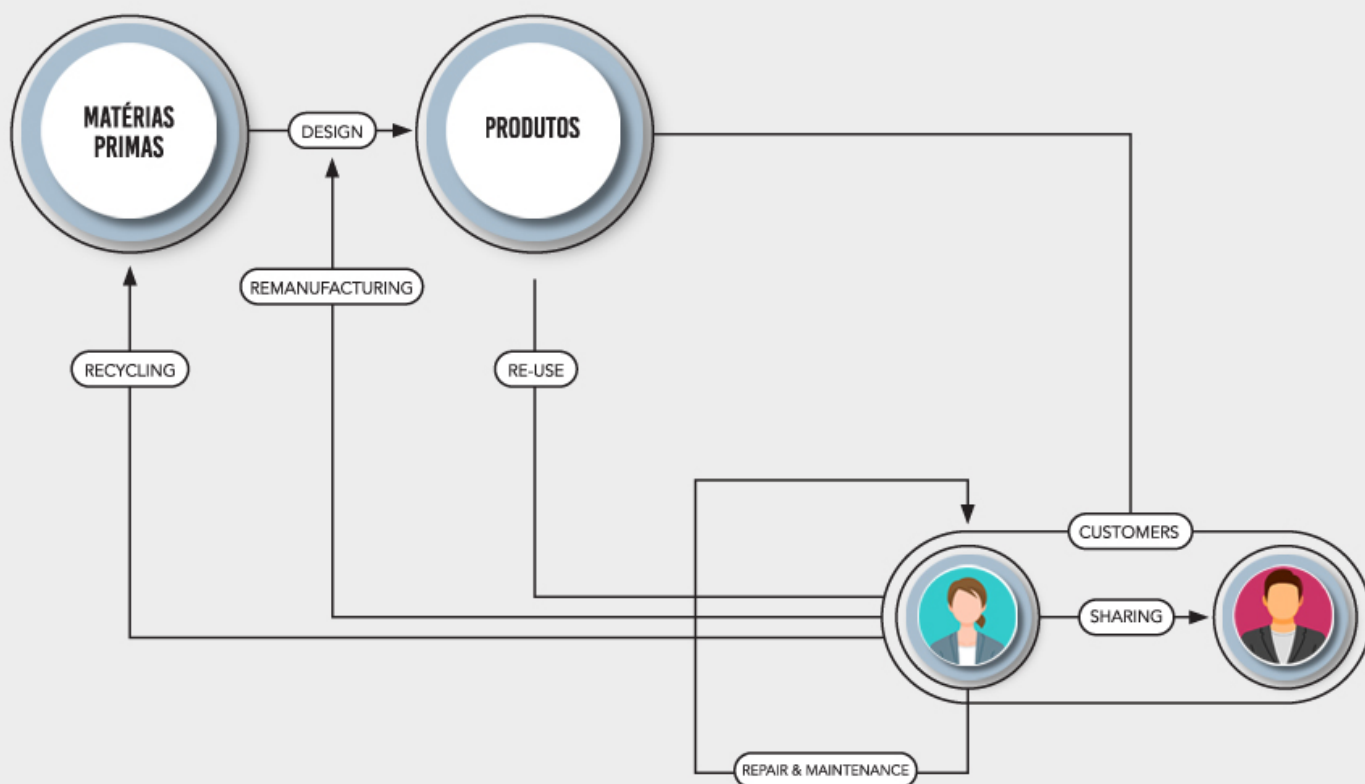 MATÉRIAS
PRIMAS
DESIGN
PRODUTOS
REMANUFACTURING
RECYCLING
RE-USE
CUSTOMERS
SHARING
REPAIR & MAINTENANCE